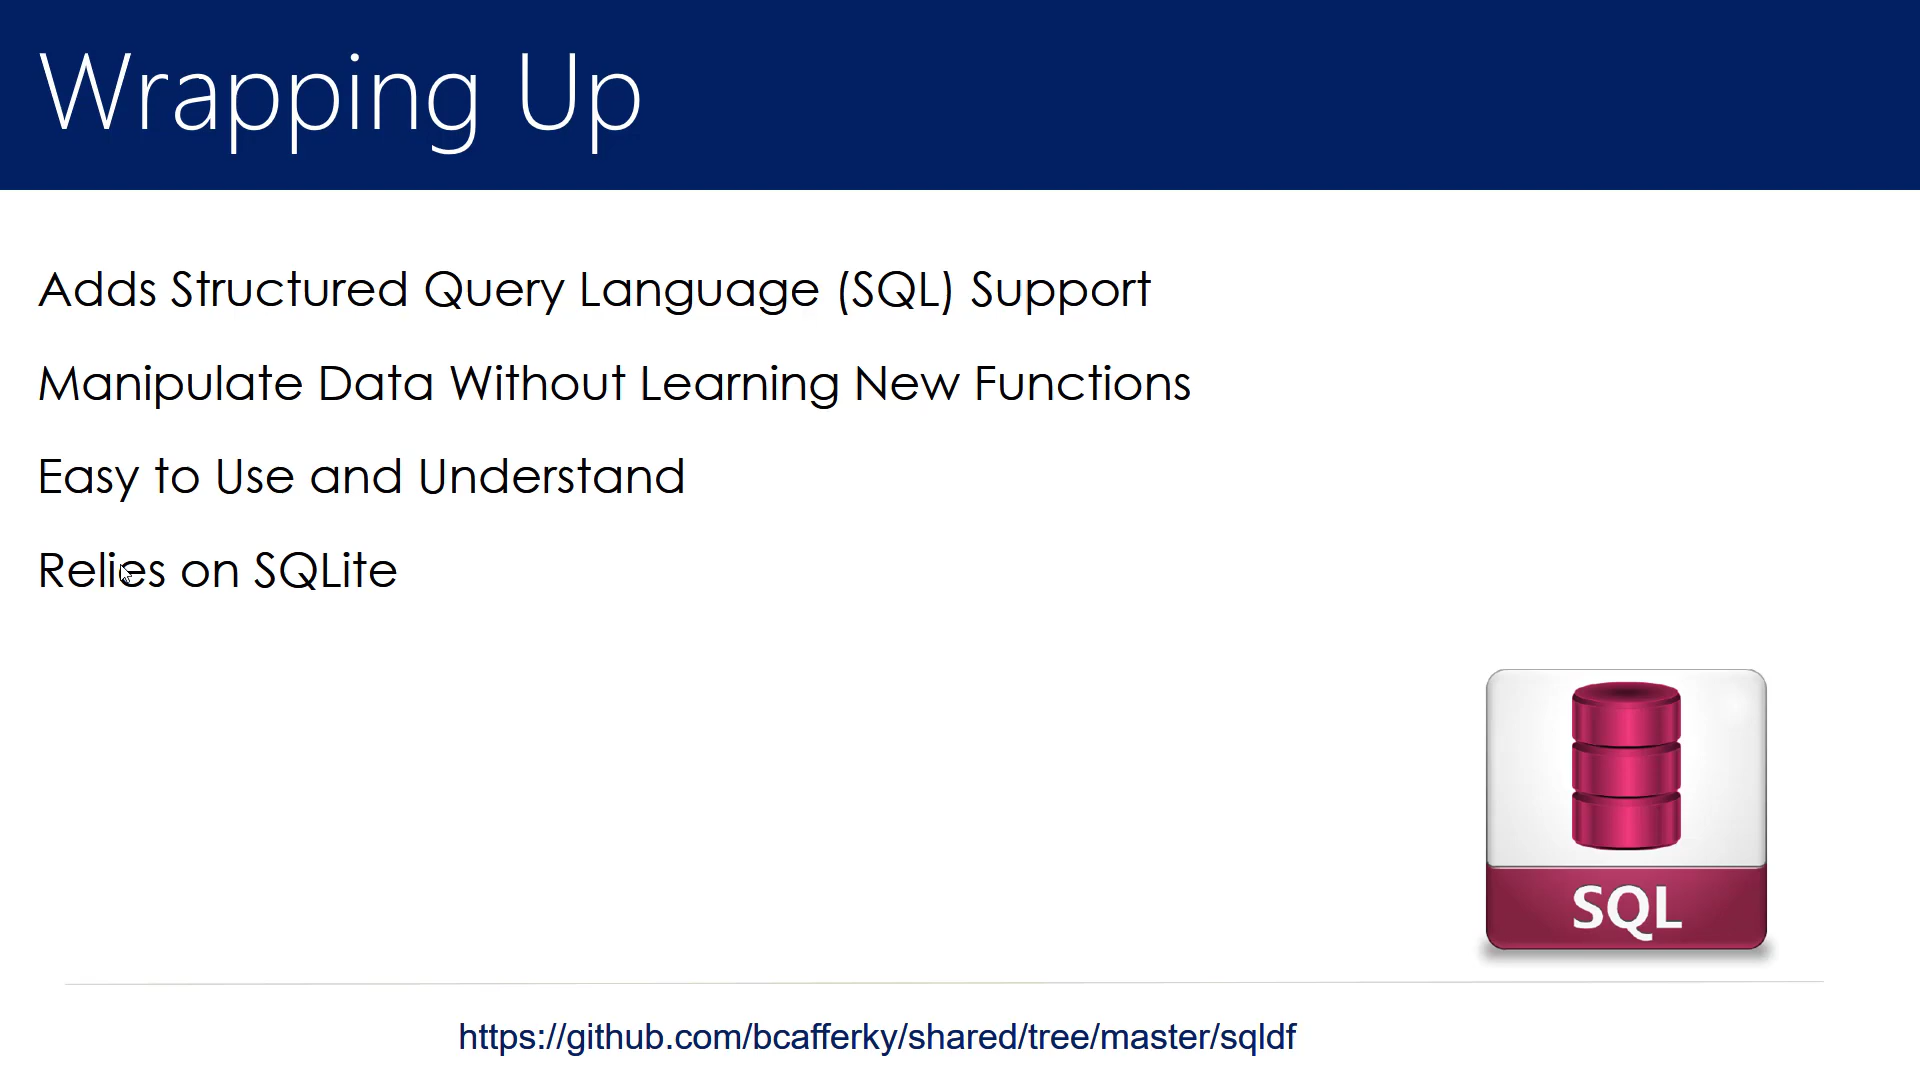 Wrapping Up
Adds Structured Query Language (SQL) Support
Manipulate Data Without Learning New Functions
Easy to Use and Understand
Relies on SQLite
SQL
https://github.com/bcafferky/shared/tree/master/sqldf